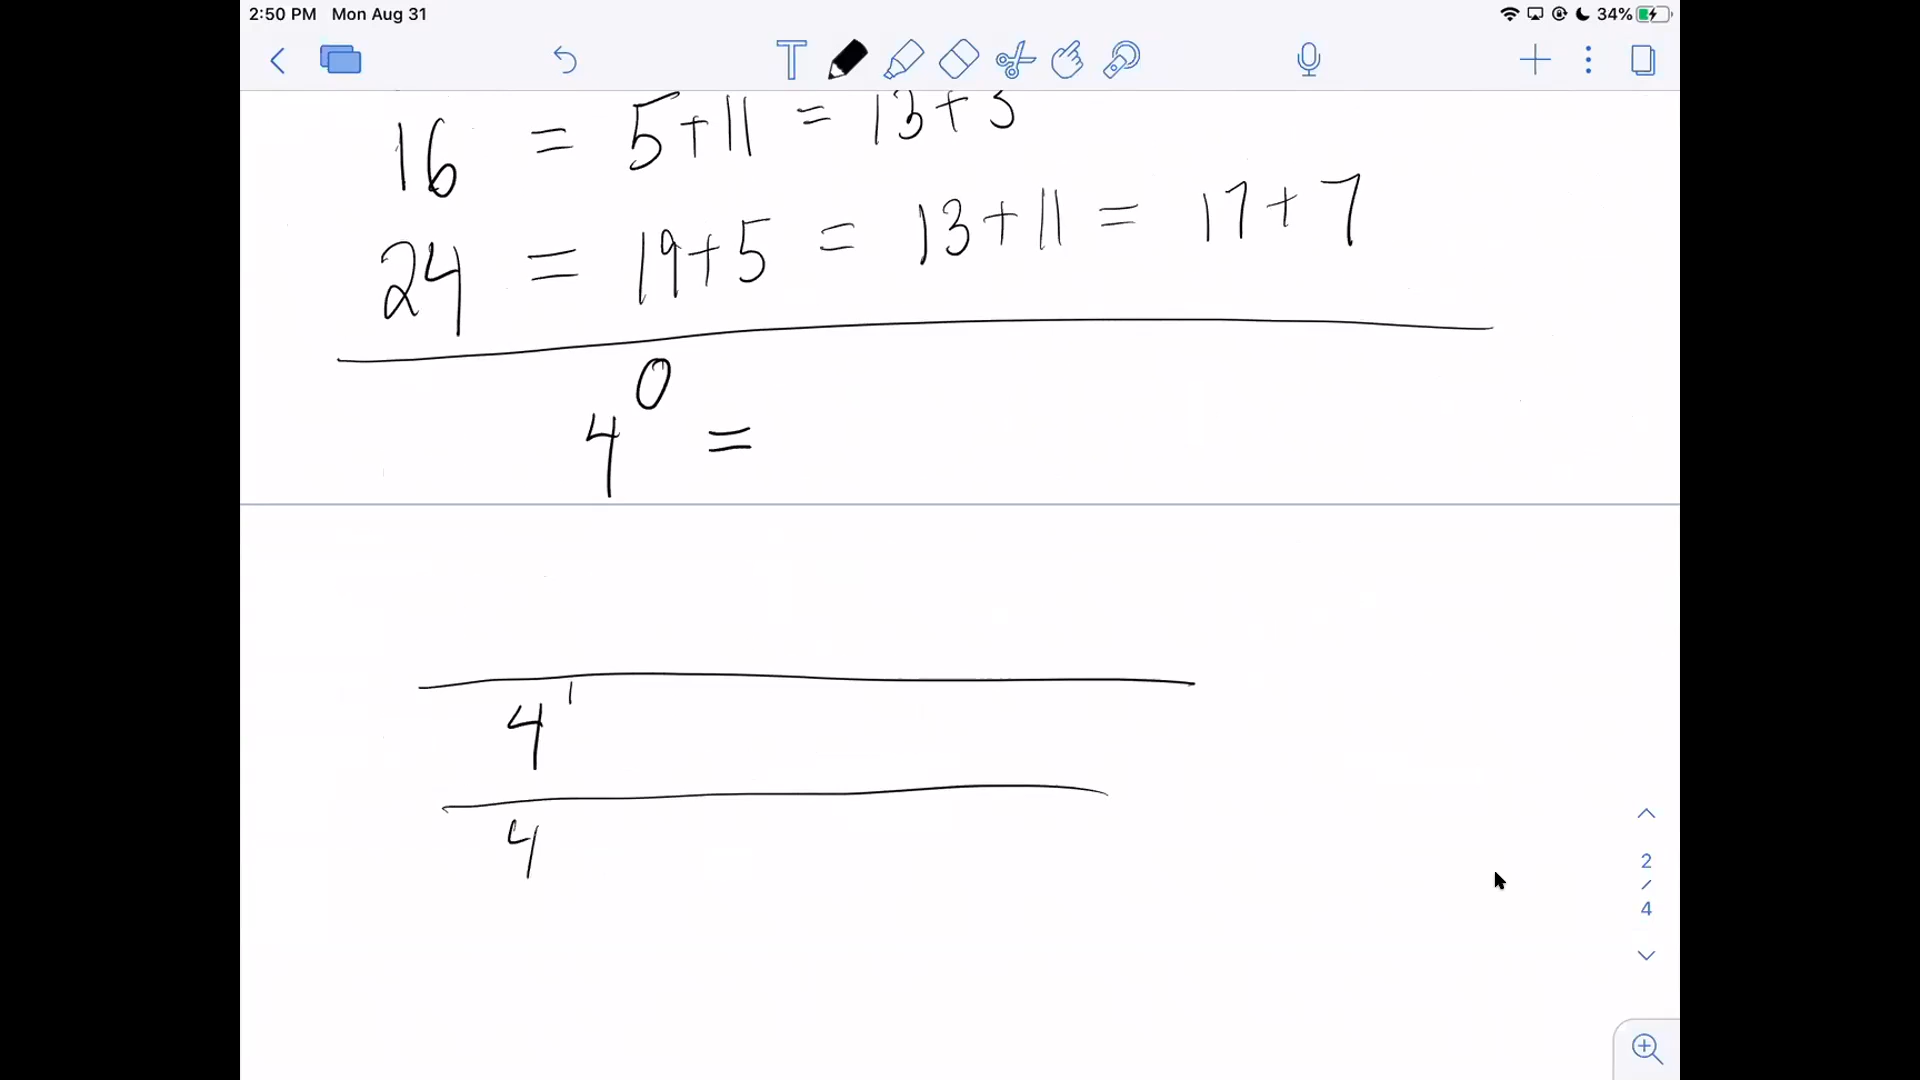 2:50 PM Mon Aug 31 34%
T
16 = 5+11 = 13+3
24 = 19+5 = 13+11 = 17+7
4⁰ =
4¹
4
2
/
4